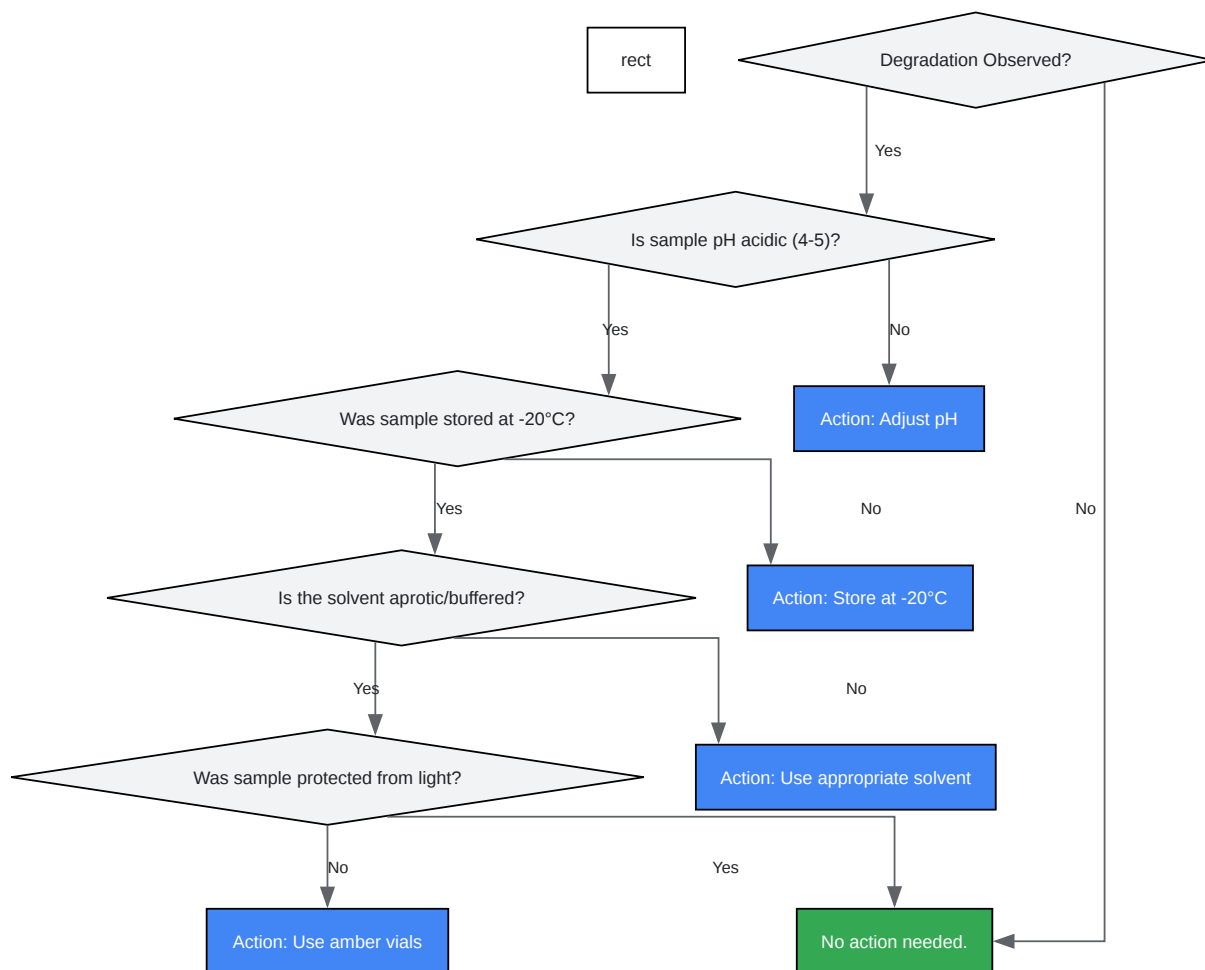 rect
Degradation Observed?
Yes
Is sample pH acidic (4-5)?
Yes
No
Was sample stored at -20°C?
Action: Adjust pH
Yes
No
No
Is the solvent aprotic/buffered?
Action: Store at -20°C
Yes
No
Was sample protected from light?
Action: Use appropriate solvent
No
Yes
Action: Use amber vials
No action needed.